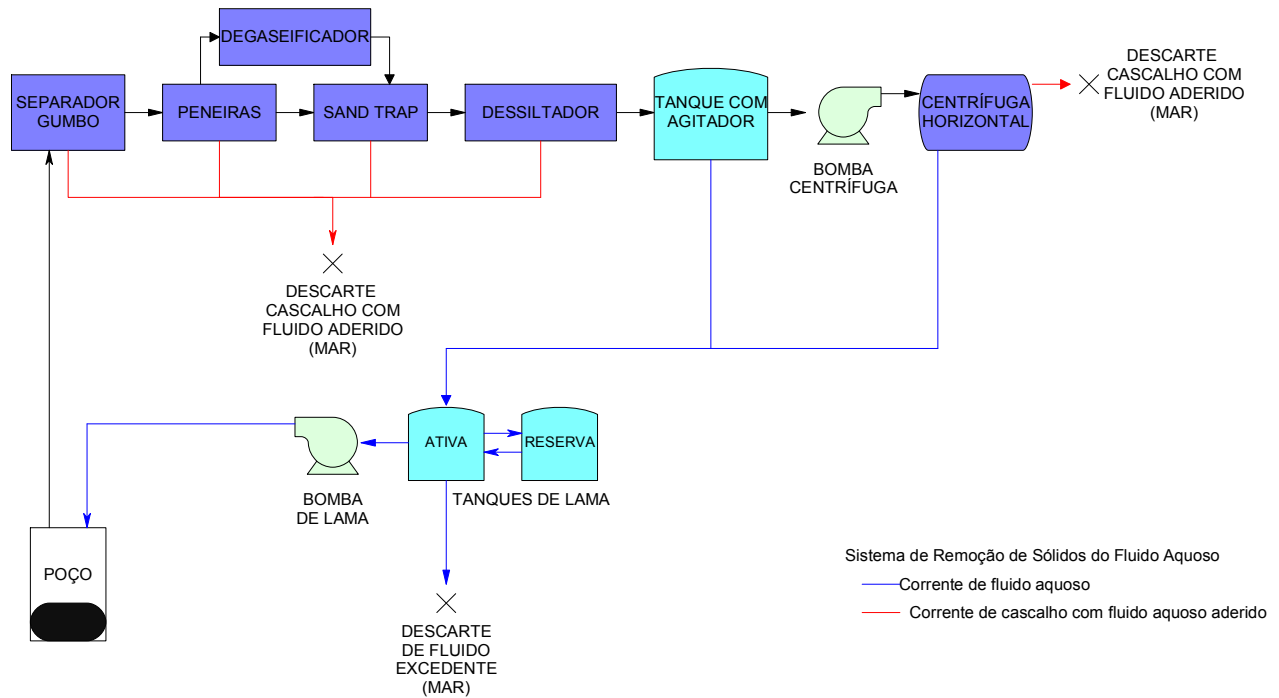 DEGASEIFICADOR
SEPARADOR
GUMBO
PENEIRAS
SAND TRAP
DESSILTADOR
TANQUE COM
AGITADOR
BOMBA
CENTRÍFUGA
CENTRÍFUGA
HORIZONTAL
DESCARTE
CASCALHO COM
FLUIDO ADERIDO
(MAR)
DESCARTE
CASCALHO COM
FLUIDO ADERIDO
(MAR)
ATIVA
RESERVA
TANQUES DE LAMA
BOMBA
DE LAMA
POÇO
DESCARTE
DE FLUIDO
EXCEDENTE
(MAR)
Sistema de Remoção de Sólidos do Fluido Aquoso
Corrente de fluido aquoso
Corrente de cascalho com fluido aquoso aderido